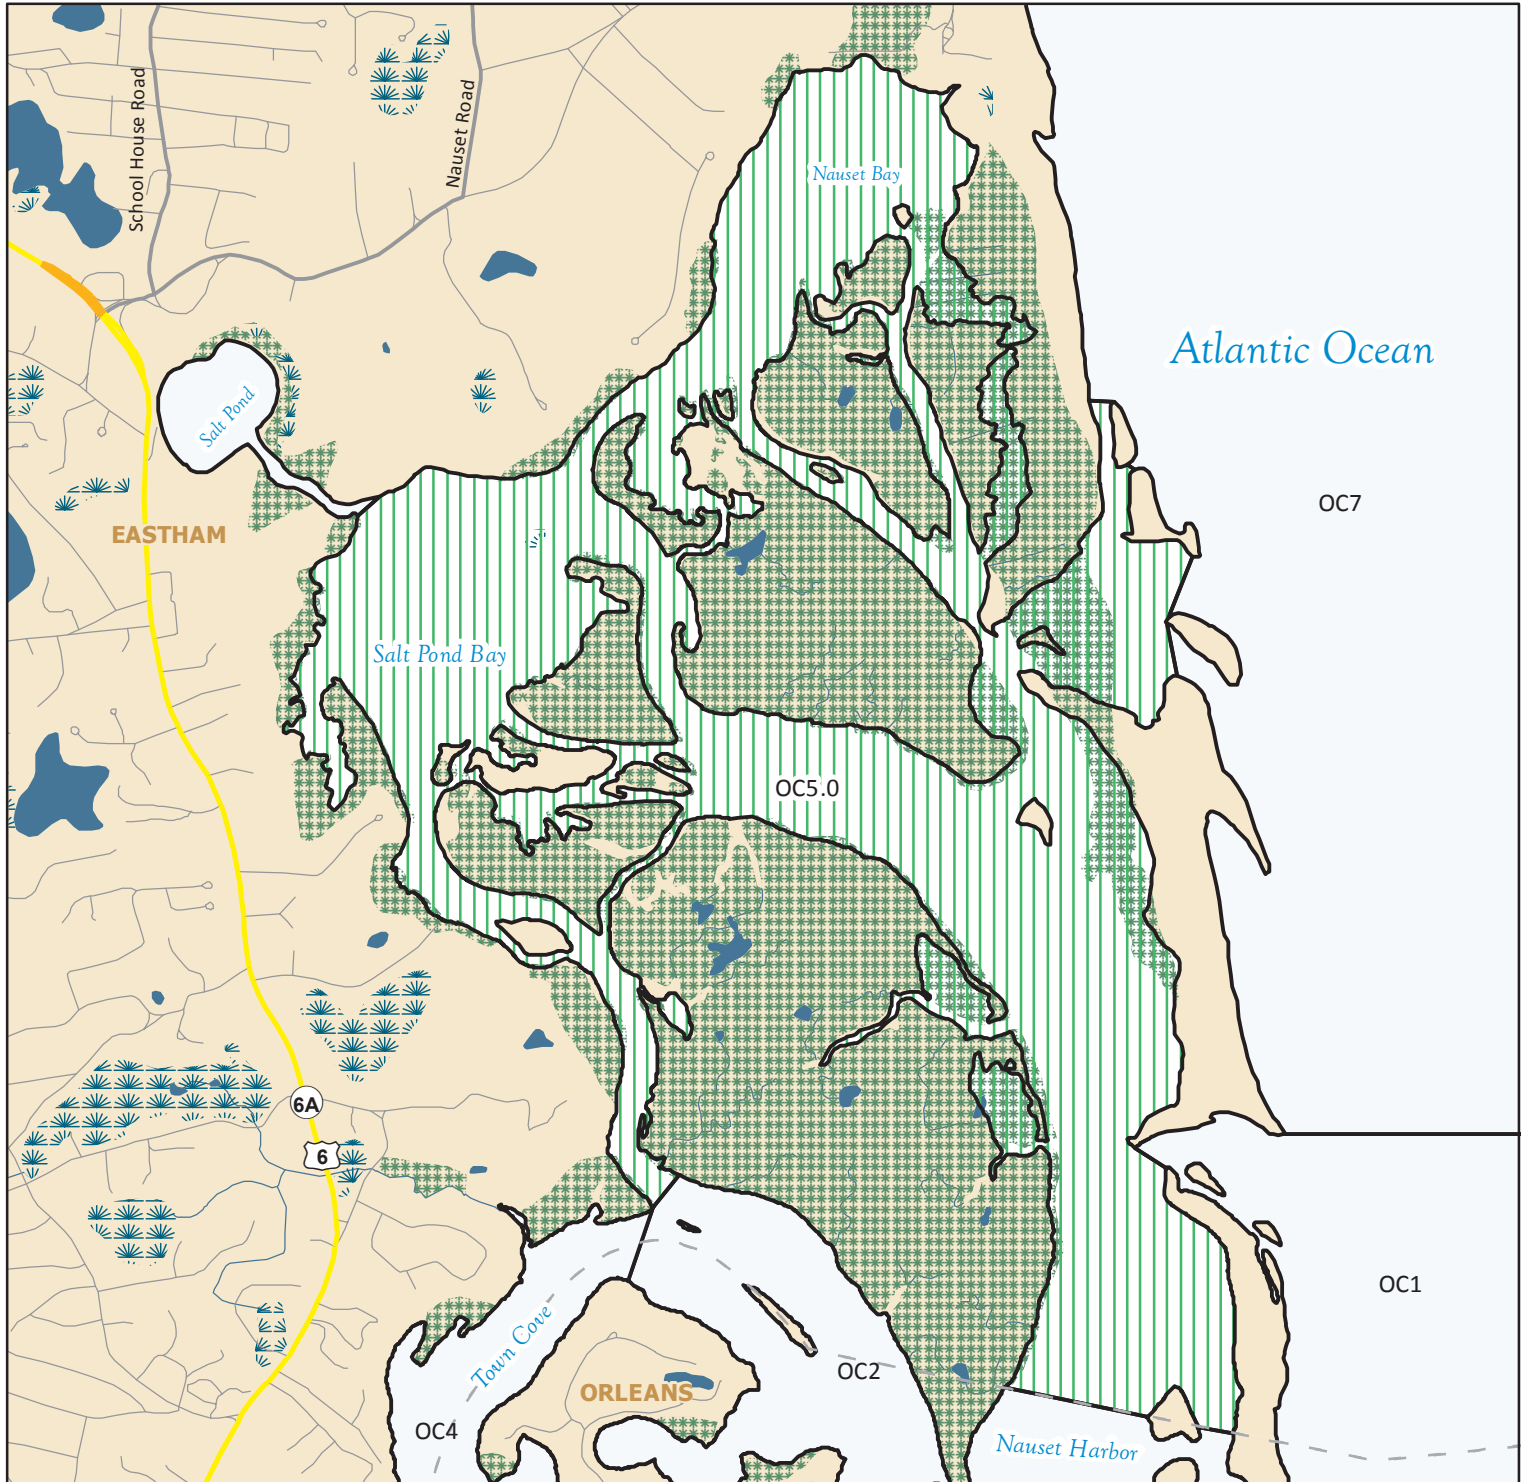 School House Road
Nauset Road
Nauset Bay
Atlantic Ocean
Salt Pond
OC7
EASTHAM
Salt Pond Bay
OC5.0
6A
6
OC1
Town Cove
OC2
ORLEANS
OC4
Nauset Harbor